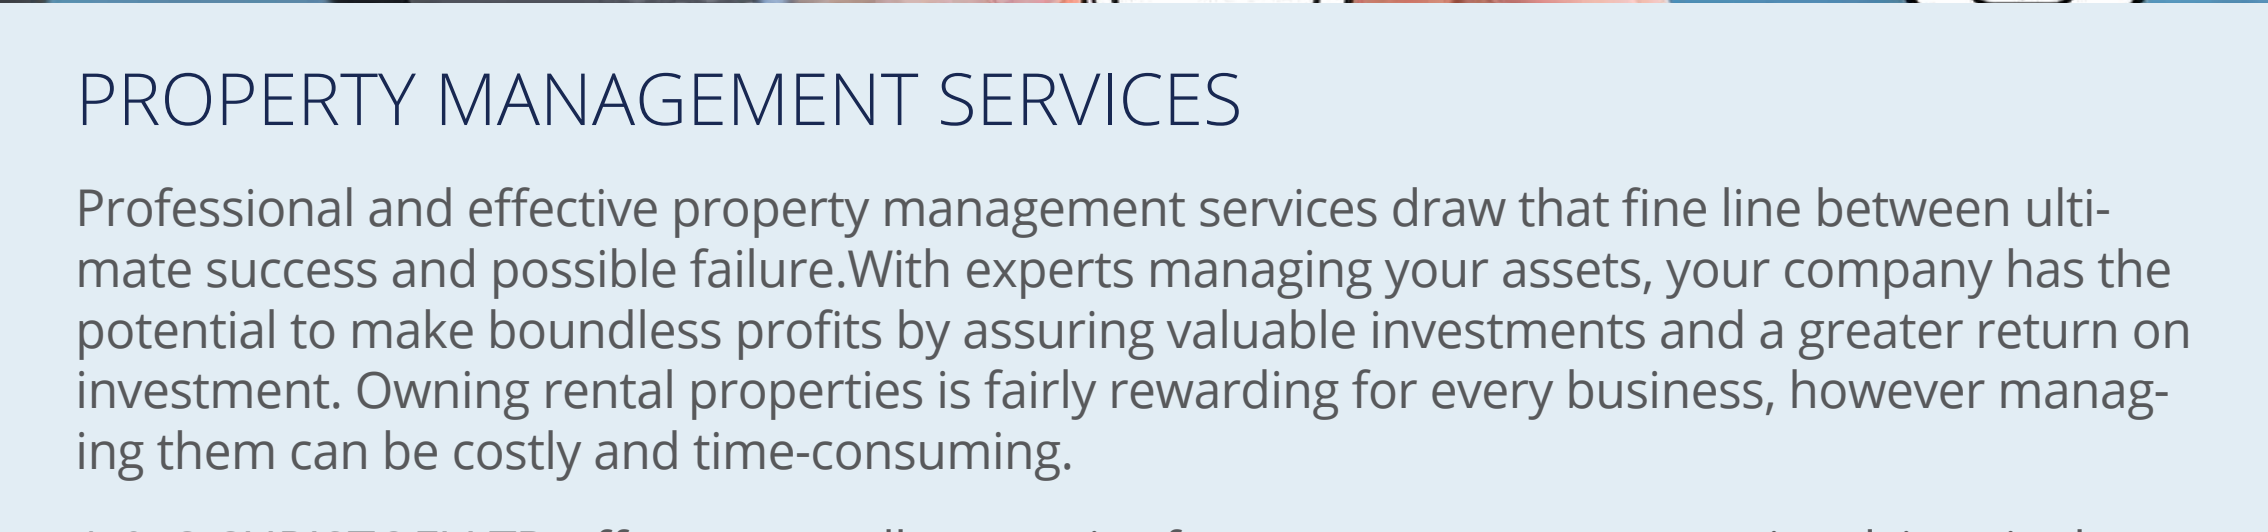 PROPERTY MANAGEMENT SERVICES
Professional and effective property management services draw that fine line between ulti-
mate success and possible failure.With experts managing your assets, your company has the
potential to make boundless profits by assuring valuable investments and a greater return on
investment. Owning rental properties is fairly rewarding for every business, however manag-
ing them can be costly and time-consuming.